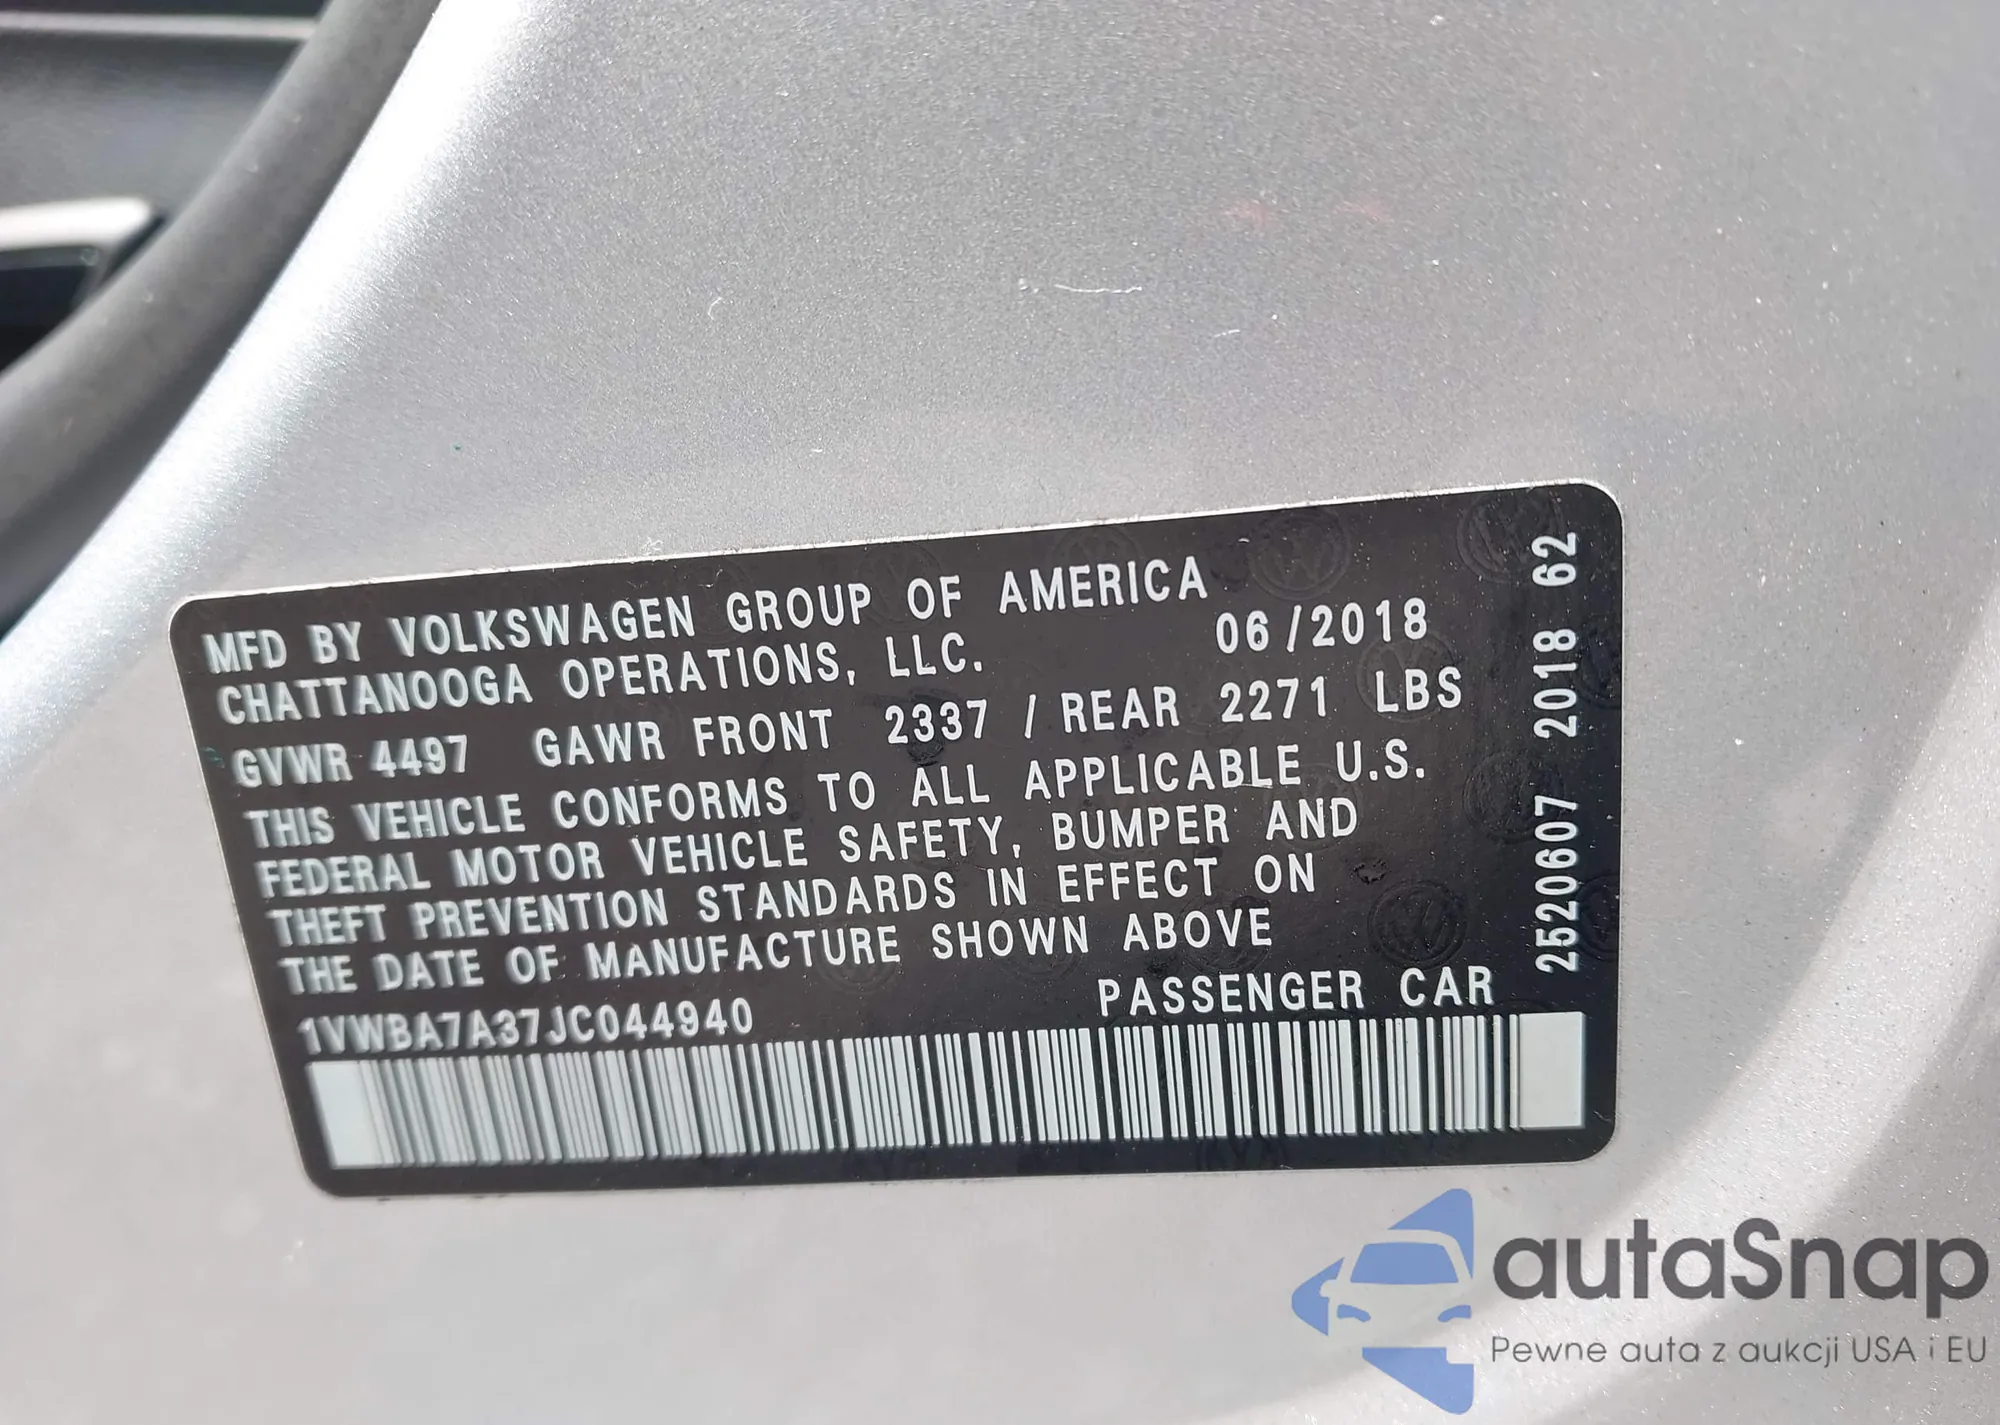 MFD BY VOLKSWAGEN GROUP OF AMERICA
CHATTANOOGA OPERATIONS, LLC. 06/2018
GVWR 4497 GAWR FRONT 2337 / REAR 2271 LBS
THIS VEHICLE CONFORMS TO ALL APPLICABLE U.S.
FEDERAL MOTOR VEHICLE SAFETY, BUMPER AND
THEFT PREVENTION STANDARDS IN EFFECT ON
THE DATE OF MANUFACTURE SHOWN ABOVE
1VWBA7A37JC044940 PASSENGER CAR
2520607 2018 62
autaSnap
Pewne auta z aukcji USA i EU